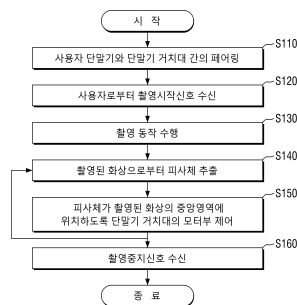 시 작
S110
사용자 단말기와 단말기 거치대 간의 페어링
S120
사용자로부터 촬영시작신호 수신
S130
촬영 동작 수행
S140
촬영된 화상으로부터 피사체 추출
S150
피사체가 촬영된 화상의 중앙영역에
위치하도록 단말기 거치대의 모터부 제어
S160
촬영중지신호 수신
종 료